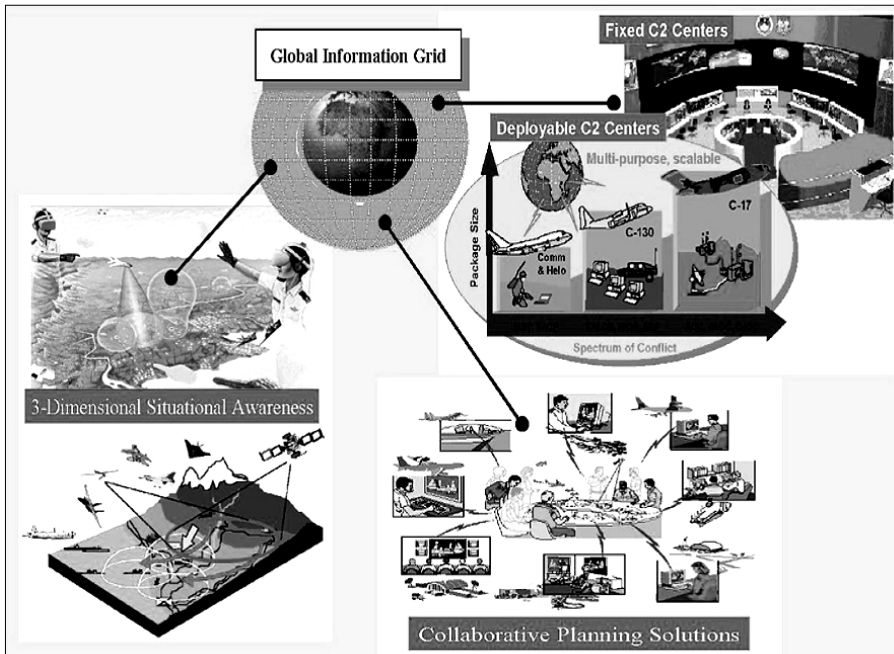 Global Information Grid
Fixed C2 Centers
Deployable C2 Centers
Multi-purpose, scalable
Package Size
C-17
C-130
Comm
& Helo
Spectrum of Conflict
3-Dimensional Situational Awareness
Collaborative Planning Solutions